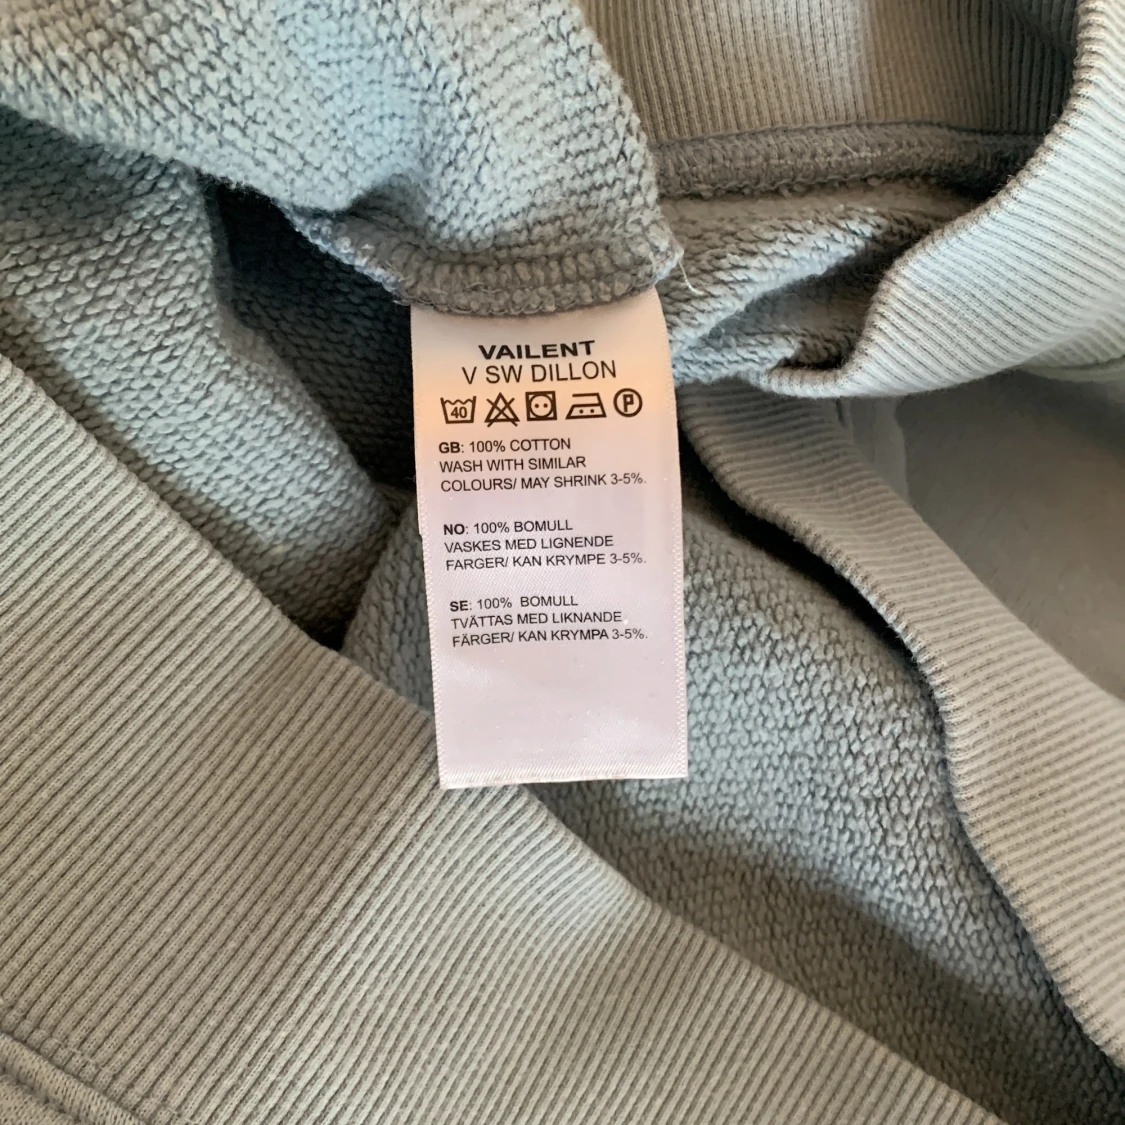 VAILENT
V SW DILLON
40 P
GB: 100% COTTON
WASH WITH SIMILAR
COLOURS/ MAY SHRINK 3-5%.
NO: 100% BOMULL
VASKES MED LIGNENDE
FARGER/ KAN KRYMPE 3-5%.
SE: 100% BOMULL
TVÄTTAS MED LIKNANDE
FÄRGER/ KAN KRYMPA 3-5%.